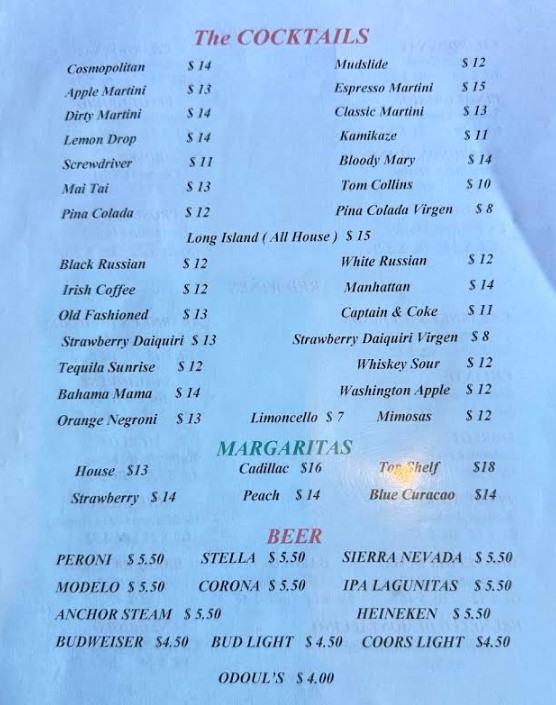 The COCKTAILS
Cosmopolitan $ 14 Mudslide $ 12
Apple Martini $ 13 Espresso Martini $ 15
Dirty Martini $ 14 Classic Martini $ 13
Lemon Drop $ 14 Kamikaze $ 11
Screwdriver $ 11 Bloody Mary $ 14
Mai Tai $ 13 Tom Collins $ 10
Pina Colada $ 12 Pina Colada Virgen $ 8
Long Island ( All House ) $ 15
Black Russian $ 12 White Russian $ 12
Irish Coffee $ 12 Manhattan $ 14
Old Fashioned $ 13 Captain & Coke $ 11
Strawberry Daiquiri $ 13 Strawberry Daiquiri Virgen $ 8
Tequila Sunrise $ 12 Whiskey Sour $ 12
Bahama Mama $ 14 Washington Apple $ 12
Orange Negroni $ 13 Limoncello $ 7 Mimosas $ 12
MARGARITAS
House $13 Cadillac $16 Top Shelf $18
Strawberry $ 14 Peach $ 14 Blue Curacao $14
BEER
PERONI $ 5.50 STELLA $ 5.50 SIERRA NEVADA $ 5.50
MODELO $ 5.50 CORONA $ 5.50 IPA LAGUNITAS $ 5.50
ANCHOR STEAM $ 5.50 HEINEKEN $ 5.50
BUDWEISER $4.50 BUD LIGHT $ 4.50 COORS LIGHT $4.50
ODOUL'S $ 4.00